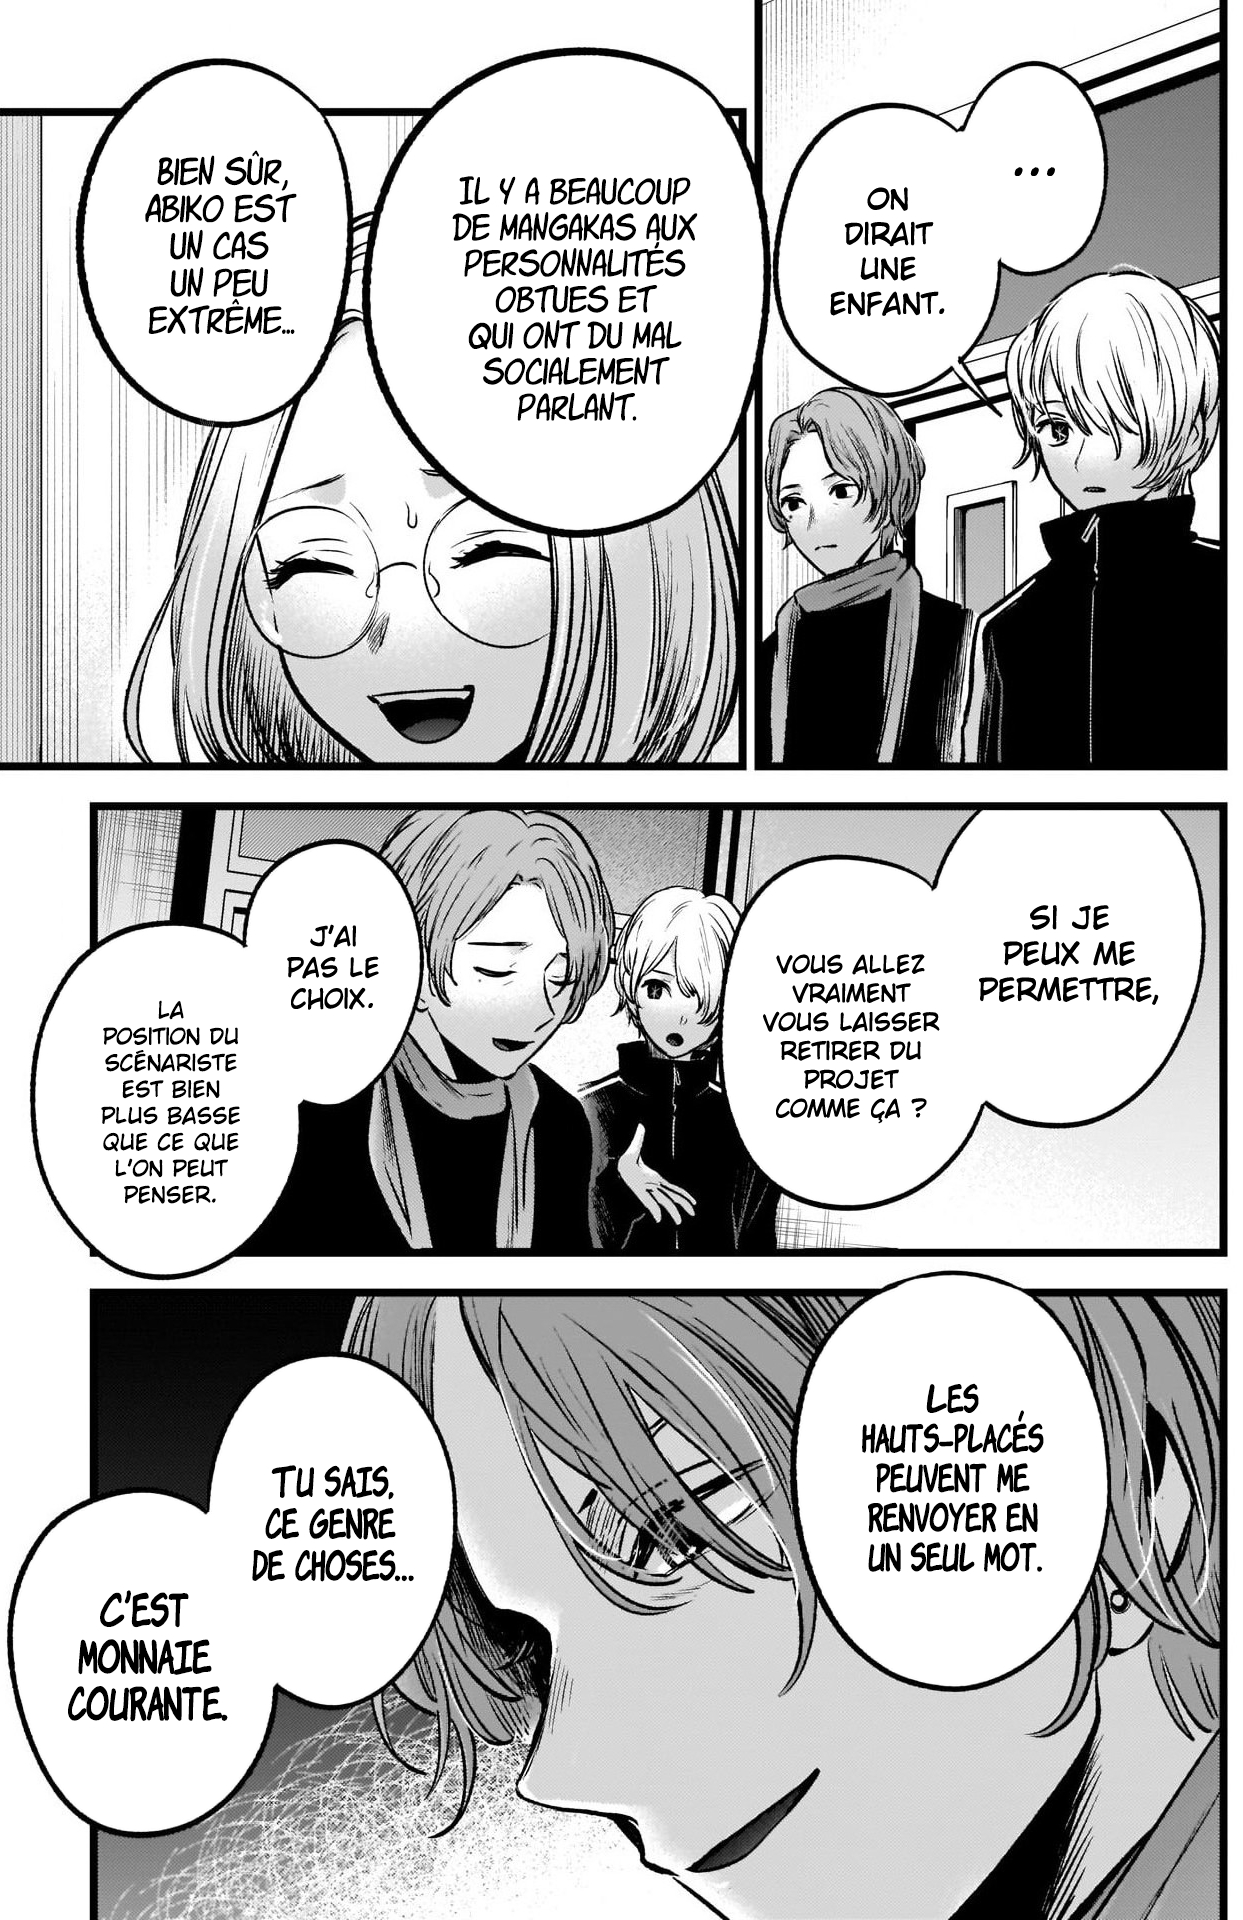 ...
ON
DIRAIT
UNE
ENFANT.
IL Y A BEAUCOUP
DE MANGAKAS AUX
PERSONNALITÉS
OBTUES ET
QUI ONT DU MAL
SOCIALEMENT
PARLANT.
BIEN SÛR,
ABIKO EST
UN CAS
UN PEU
EXTRÊME...
SI JE
PEUX ME
PERMETTRE,
VOUS ALLEZ
VRAIMENT
VOUS LAISSER
RETIRER DU
PROJET
COMME ÇA ?
J'AI
PAS LE
CHOIX.
LA
POSITION DU
SCÉNARISTE
EST BIEN
PLUS BASSE
QUE CE QUE
L'ON PEUT
PENSER.
LES
HAUTS-PLACÉS
PEUVENT ME
RENVOYER EN
UN SEUL MOT.
TU SAIS,
CE GENRE
DE CHOSES...
C'EST
MONNAIE
COURANTE.